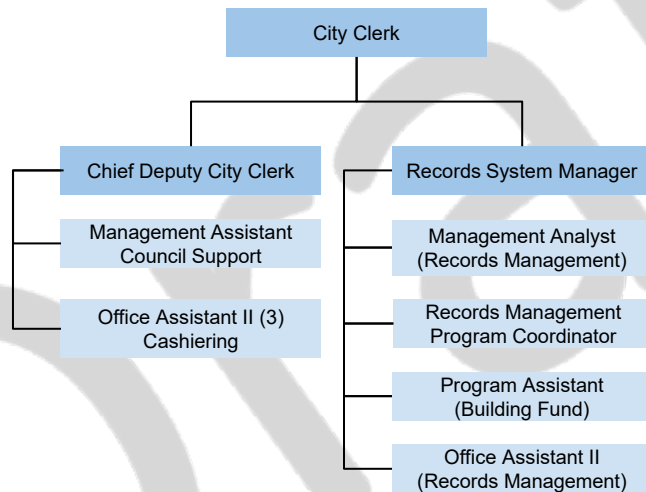 City Clerk
Chief Deputy City Clerk
Management Assistant
Council Support
Office Assistant II (3)
Cashiering
Records System Manager
Management Analyst
(Records Management)
Records Management
Program Coordinator
Program Assistant
(Building Fund)
Office Assistant II
(Records Management)